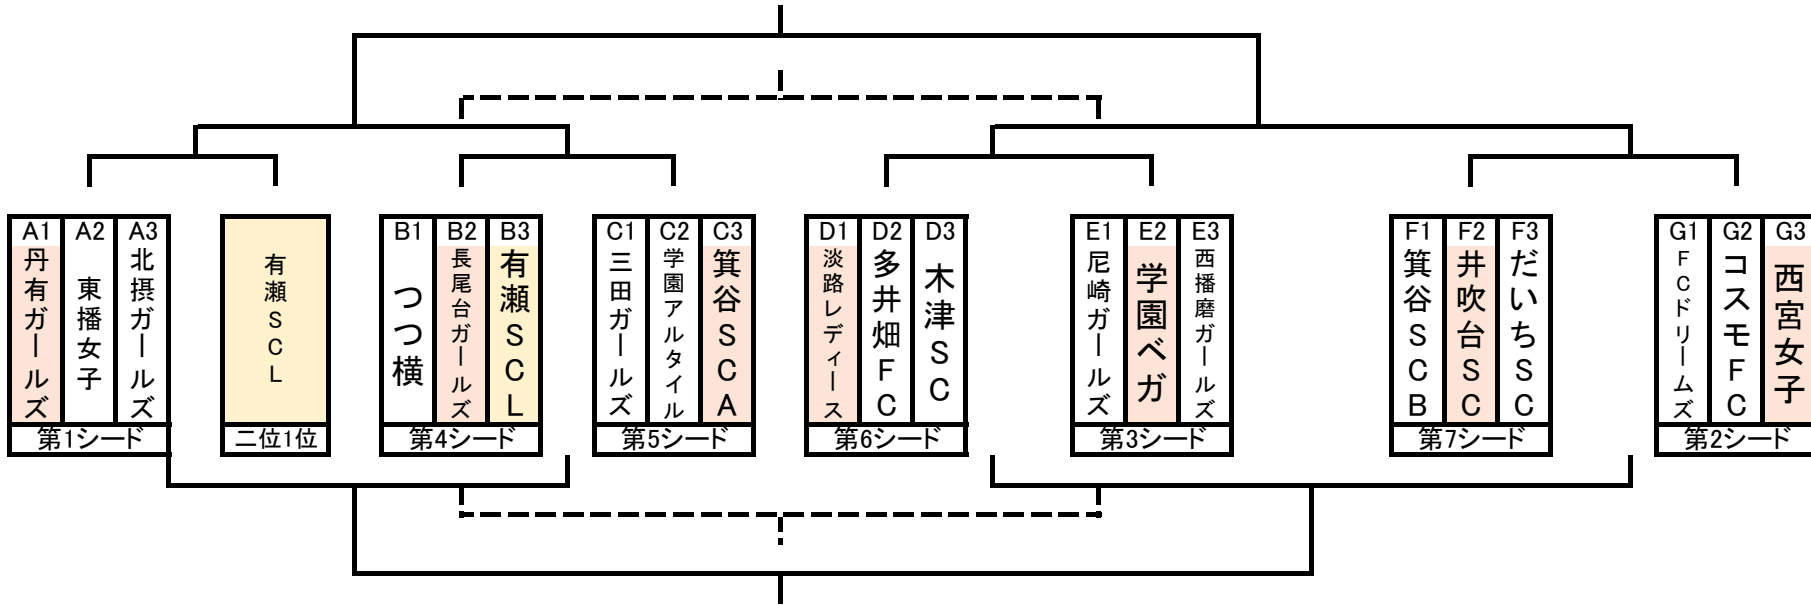 A1
丹有ガールズ
A2
東播女子
A3
北摂ガールズ
第1シード
有瀬SCL
二位1位
B1
つつ横
B2
長尾台ガールズ
B3
有瀬SCL
第4シード
C1
三田ガールズ
C2
学園アルタイル
C3
箕谷SCA
第5シード
D1
淡路レディース
D2
多井畑FC
D3
木津SC
第6シード
E1
尼崎ガールズ
E2
学園ベガ
E3
西播磨ガールズ
第3シード
F1
箕谷SCB
F2
井吹台SC
F3
だいちSC
第7シード
G1
FCドリームズ
G2
コスモFC
G3
西宮女子
第2シード